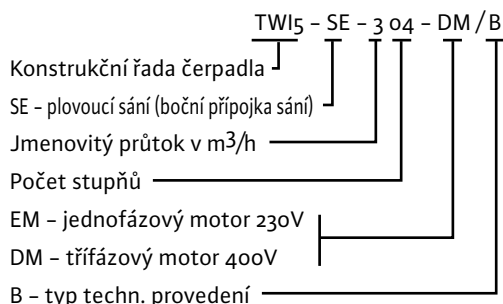 TWI5 – SE – 3 04 – DM / B
Konstrukční řada čerpadla
SE – plovoucí sání (boční přípojka sání)
Jmenovitý průtok v m3/h
Počet stupňů
EM – jednofázový motor 230V
DM – třífázový motor 400V
B – typ techn. provedení